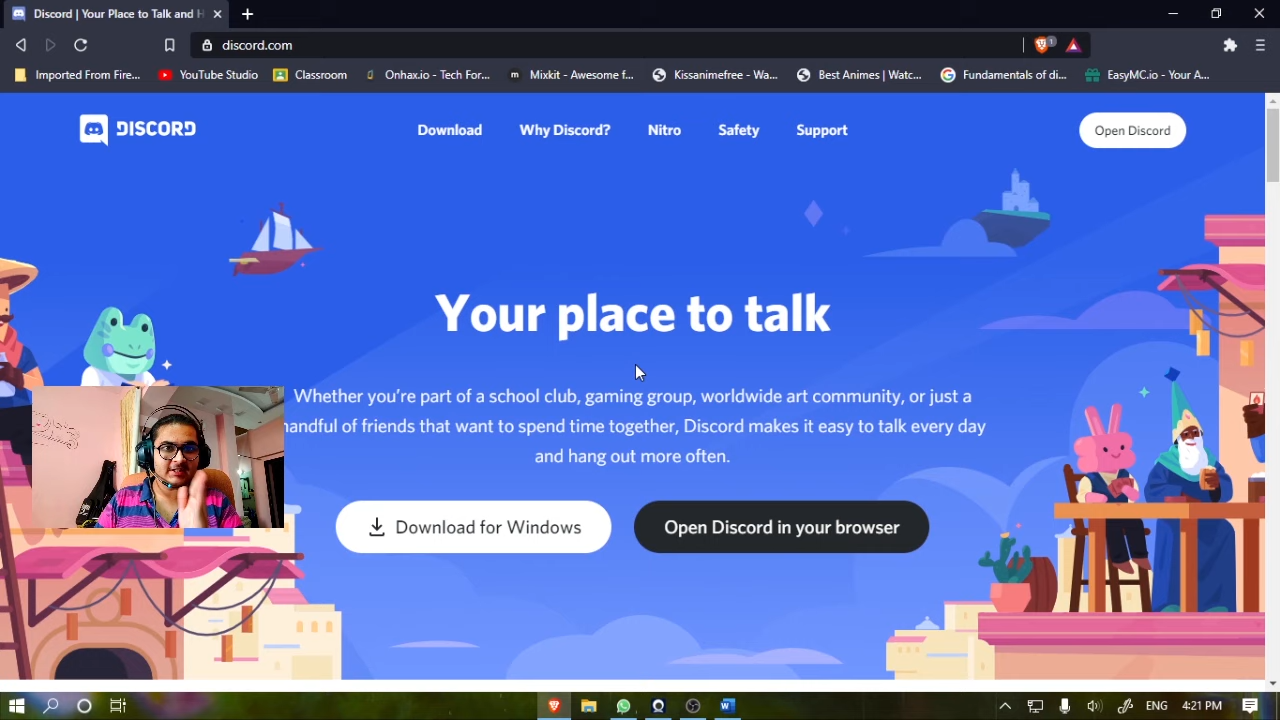 Discord | Your Place to Talk and H
discord.com
1
Imported From Fire...
YouTube Studio
Classroom
Onhax.io - Tech For...
Mixkit - Awesome f...
Kissanimefree - Wa...
Best Animes | Watc...
Fundamentals of di...
EasyMC.io - Your A...
DISCORD
Download
Why Discord?
Nitro
Safety
Support
Open Discord
Your place to talk
Whether you’re part of a school club, gaming group, worldwide art community, or just a
handful of friends that want to spend time together, Discord makes it easy to talk every day
and hang out more often.
Download for Windows
Open Discord in your browser
ENG
4:21 PM